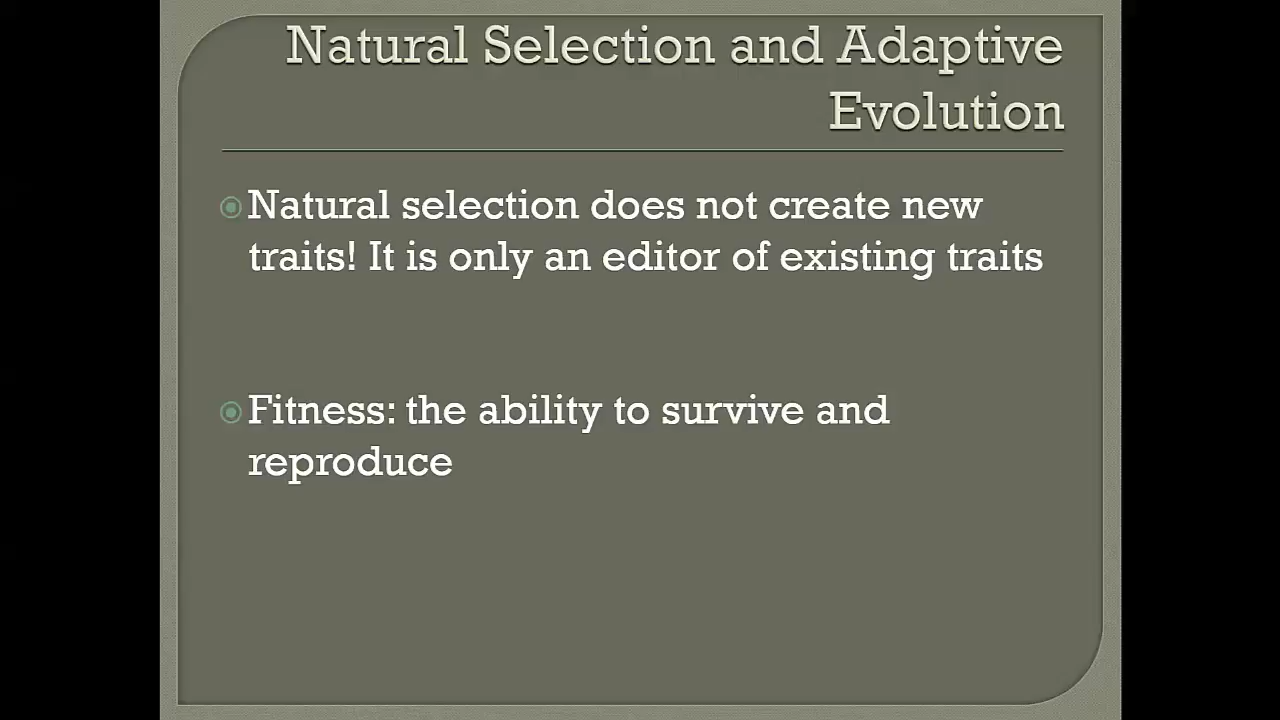 Natural Selection and Adaptive
Evolution
Natural selection does not create new
traits! It is only an editor of existing traits
Fitness: the ability to survive and
reproduce